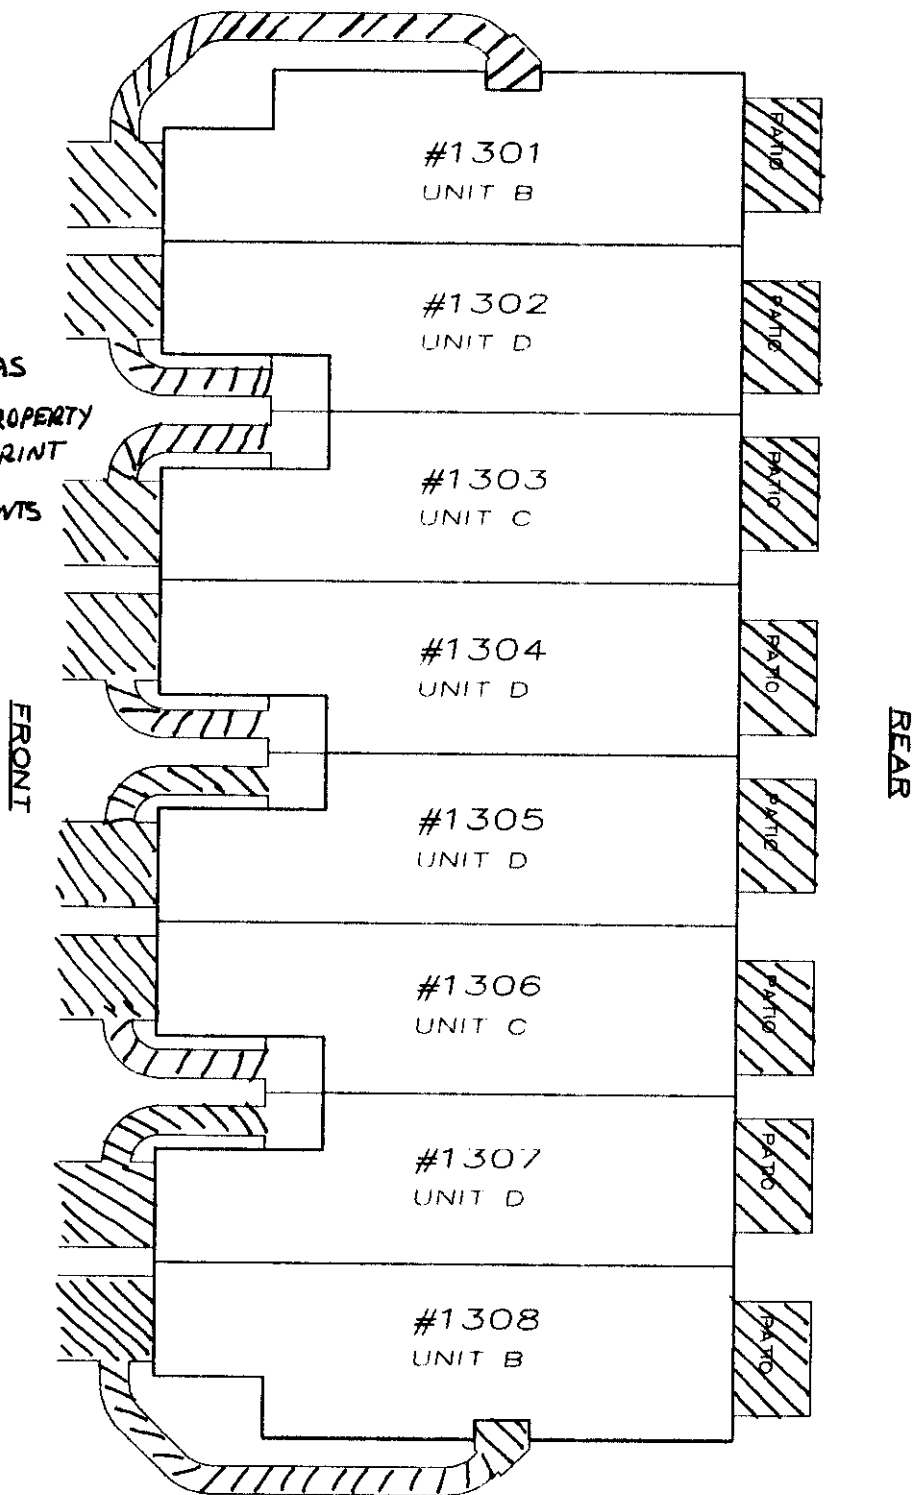 #1301
UNIT B
PATIO
#1302
UNIT D
PATIO
AS
#1303
UNIT C
PATIO
#1304
UNIT D
PATIO
FRONT
REAR
#1305
UNIT D
PATIO
#1306
UNIT C
PATIO
#1307
UNIT D
PATIO
#1308
UNIT B
PATIO